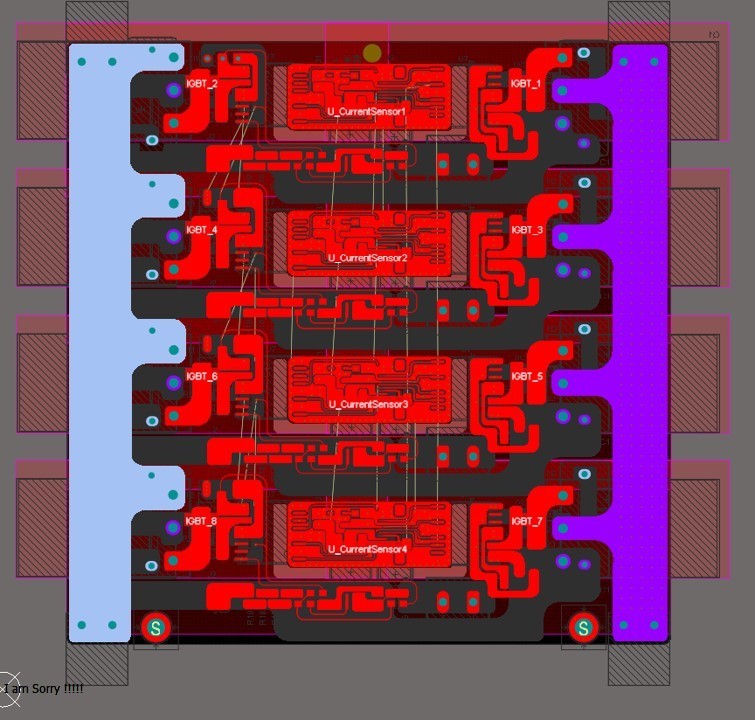 IGBT_2
IGBT_1
U_CurrentSensor1
IGBT_4
IGBT_3
U_CurrentSensor2
IGBT_6
IGBT_5
U_CurrentSensor3
IGBT_8
IGBT_7
U_CurrentSensor4
S
S
I am Sorry !!!!!